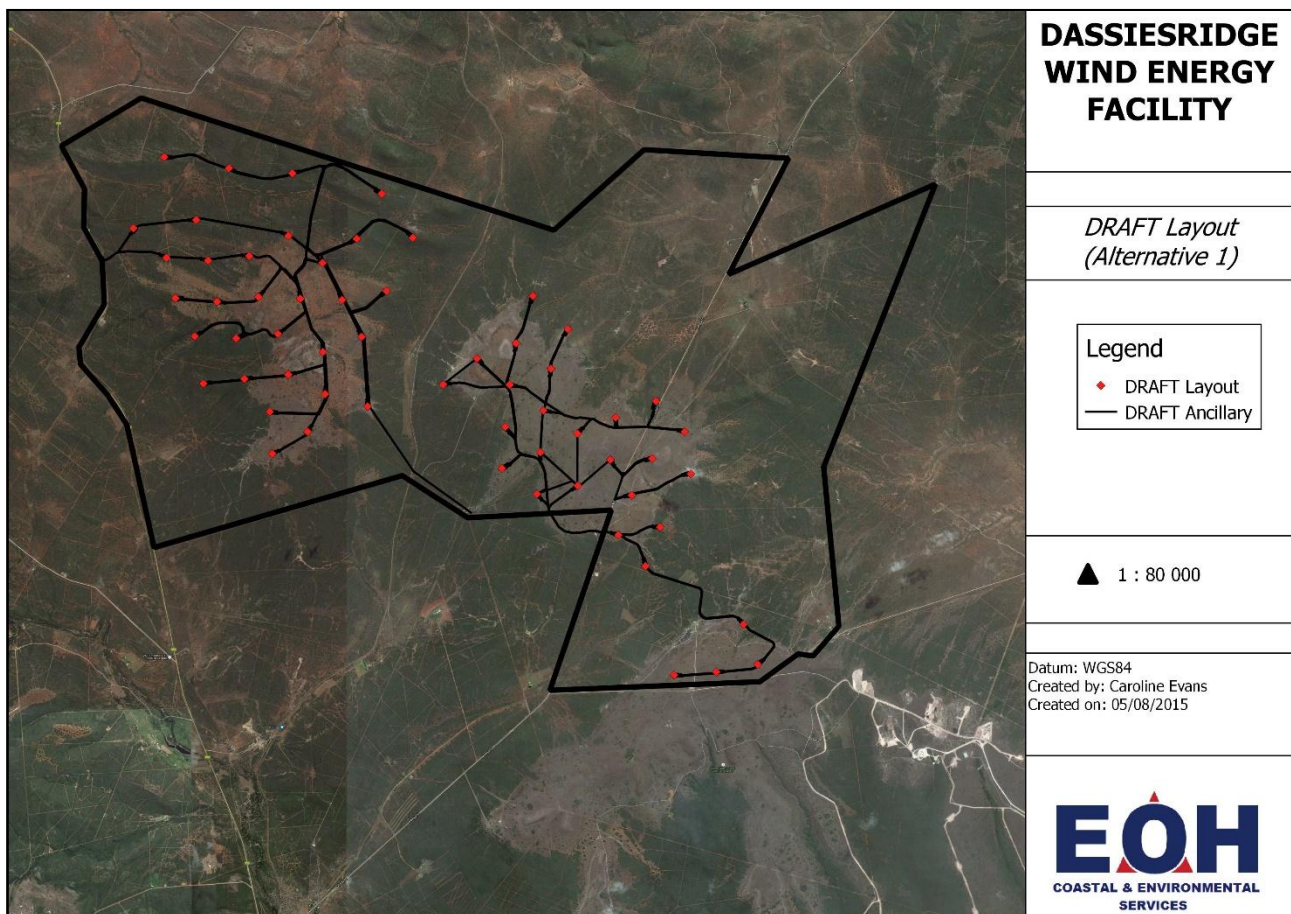 DASSIESRIDGE
WIND ENERGY
FACILITY
DRAFT Layout
(Alternative 1)
Legend
DRAFT Layout
DRAFT Ancillary
1 : 80 000
Datum: WGS84
Created by: Caroline Evans
Created on: 05/08/2015
EOH
COASTAL & ENVIRONMENTAL
SERVICES